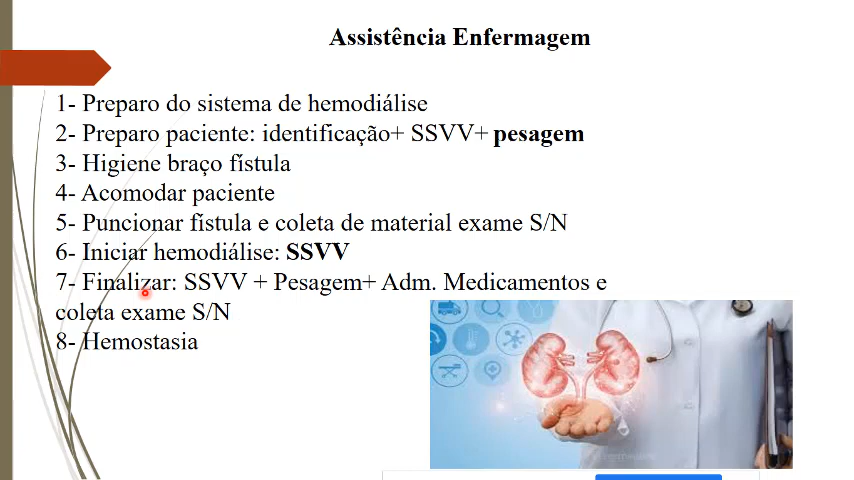 Assistência Enfermagem
1- Preparo do sistema de hemodiálise
2- Preparo paciente: identificação+ SSVV+ pesagem
3- Higiene braço fístula
4- Acomodar paciente
5- Puncionar fístula e coleta de material exame S/N
6- Iniciar hemodiálise: SSVV
7- Finalizar: SSVV + Pesagem+ Adm. Medicamentos e
coleta exame S/N
8- Hemostasia